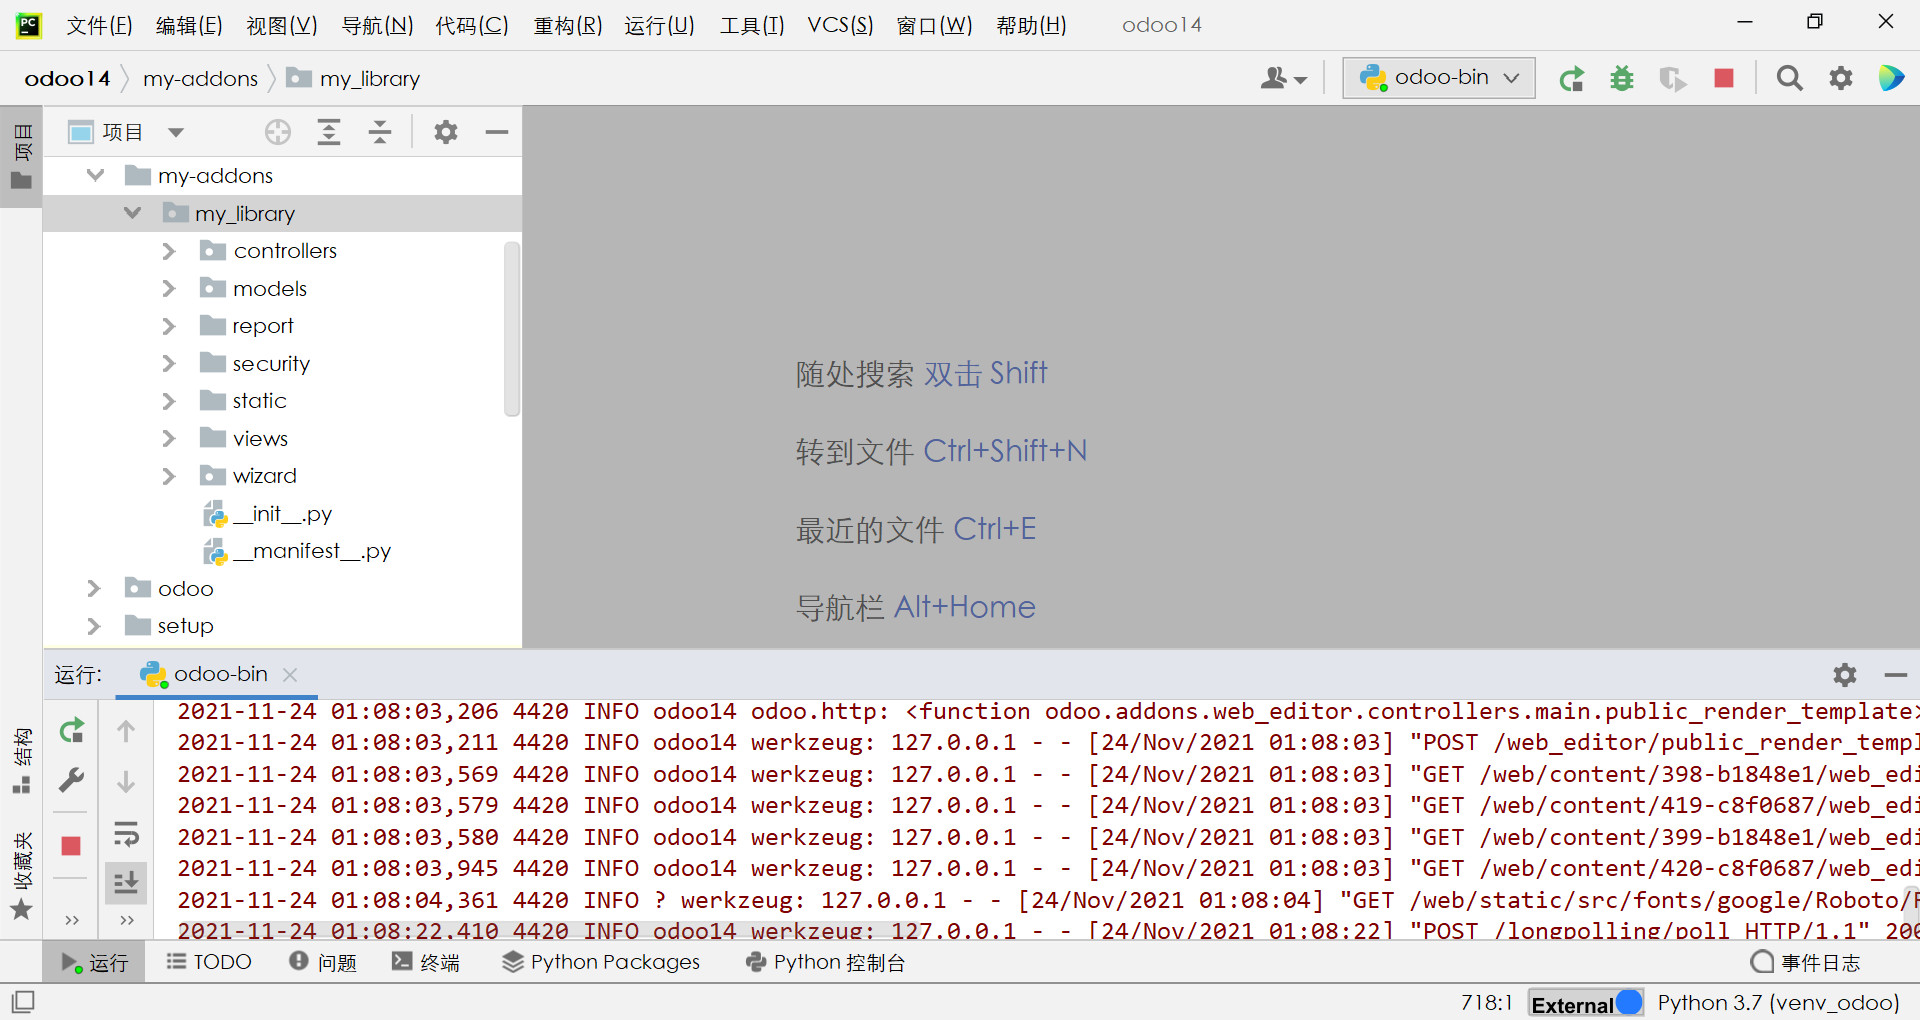 PC 文件(F) 编辑(E) 视图(V) 导航(N) 代码(C) 重构(R) 运行(U) 工具(T) VCS(S) 窗口(W) 帮助(H) odoo14
odoo14 my-addons my_library odoo-bin
项目
项目
my-addons
my_library
controllers
models
report
security
static
views
wizard
__init__.py
__manifest__.py
odoo
setup
随处搜索 双击 Shift
转到文件 Ctrl+Shift+N
最近的文件 Ctrl+E
导航栏 Alt+Home
运行: odoo-bin
结构
收藏夹
2021-11-24 01:08:03,206 4420 INFO odoo14 odoo.http: <function odoo.addons.web_editor.controllers.main.public_render_template>
2021-11-24 01:08:03,211 4420 INFO odoo14 werkzeug: 127.0.0.1 - - [24/Nov/2021 01:08:03] "POST /web_editor/public_render_templ
2021-11-24 01:08:03,569 4420 INFO odoo14 werkzeug: 127.0.0.1 - - [24/Nov/2021 01:08:03] "GET /web/content/398-b1848e1/web_edi
2021-11-24 01:08:03,579 4420 INFO odoo14 werkzeug: 127.0.0.1 - - [24/Nov/2021 01:08:03] "GET /web/content/419-c8f0687/web_edi
2021-11-24 01:08:03,580 4420 INFO odoo14 werkzeug: 127.0.0.1 - - [24/Nov/2021 01:08:03] "GET /web/content/399-b1848e1/web_edi
2021-11-24 01:08:03,945 4420 INFO odoo14 werkzeug: 127.0.0.1 - - [24/Nov/2021 01:08:03] "GET /web/content/420-c8f0687/web_edi
2021-11-24 01:08:04,361 4420 INFO ? werkzeug: 127.0.0.1 - - [24/Nov/2021 01:08:04] "GET /web/static/src/fonts/google/Roboto/R
2021-11-24 01:08:22,410 4420 INFO odoo14 werkzeug: 127.0.0.1 - - [24/Nov/2021 01:08:22] "POST /longpolling/poll HTTP/1.1" 200
运行 TODO 问题 终端 Python Packages Python 控制台 事件日志
718:1 External Python 3.7 (venv_odoo)